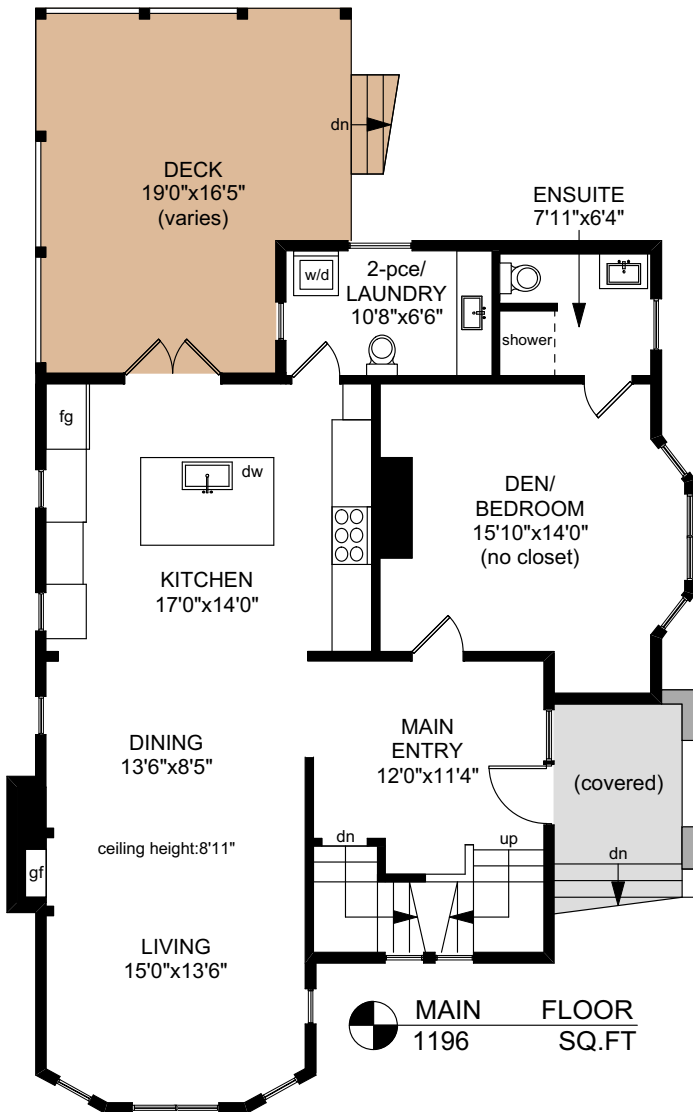 dn
DECK
19'0"x16'5"
(varies)
ENSUITE
7'11"x6'4"
w/d
2-pce/
LAUNDRY
10'8"x6'6"
shower
fg
dw
DEN/
BEDROOM
15'10"x14'0"
(no closet)
KITCHEN
17'0"x14'0"
DINING
13'6"x8'5"
MAIN
ENTRY
12'0"x11'4"
(covered)
ceiling height:8'11"
dn
up
dn
gf
LIVING
15'0"x13'6"
MAIN FLOOR
1196 SQ.FT